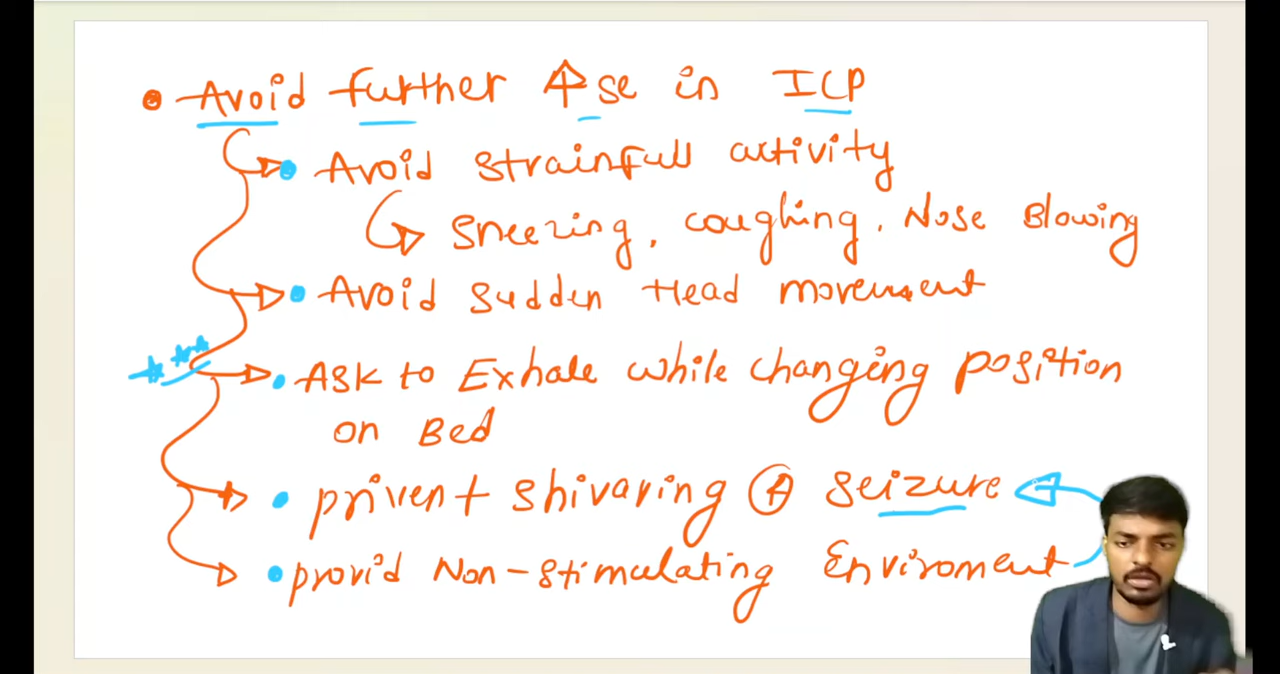 Avoid further ↑se in ICP
Avoid strainfull activity
Sneezing, coughing, Nose Blowing
Avoid sudden Head movement
Ask to Exhale while changing position
on Bed
privent shivaring (+) seizure
provid Non-stimulating Enviroment